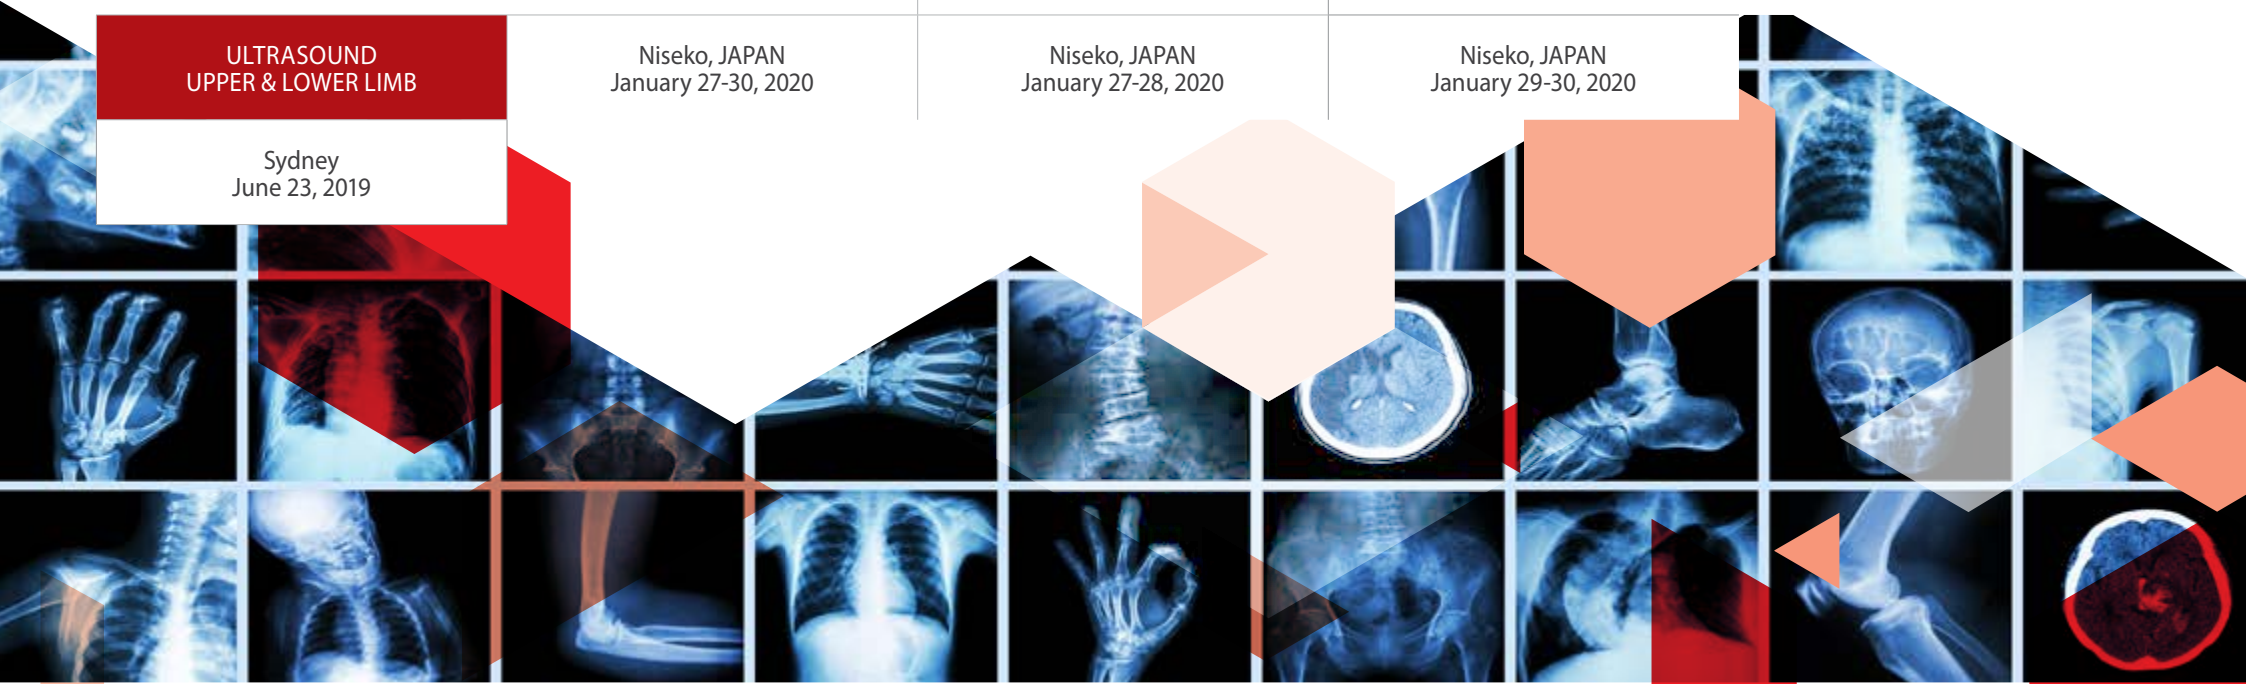 ULTRASOUND
UPPER & LOWER LIMB
Sydney
June 23, 2019
Niseko, JAPAN
January 27-30, 2020
Niseko, JAPAN
January 27-28, 2020
Niseko, JAPAN
January 29-30, 2020